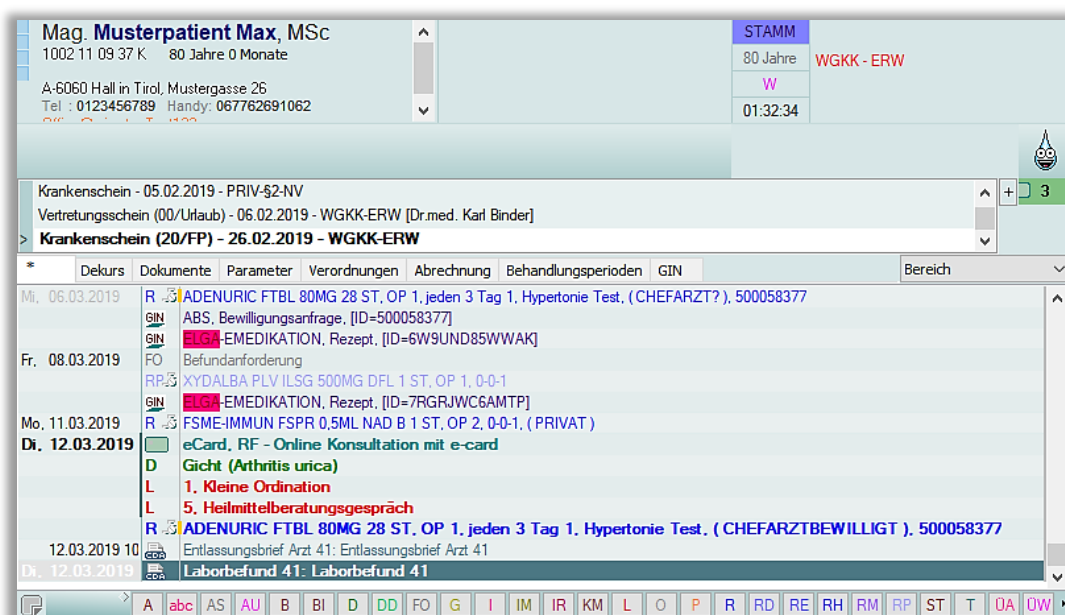 Mag. Musterpatient Max, MSc
1002 11 09 37 K 80 Jahre 0 Monate
A-6060 Hall in Tirol, Mustergasse 26
Tel : 0123456789 Handy: 067762691062
STAMM
80 Jahre
W
01:32:34
WGKK - ERW
Krankenschein - 05.02.2019 - PRIV-§2-NV
Vertretungsschein (00/Urlaub) - 06.02.2019 - WGKK-ERW [Dr.med. Karl Binder]
> Krankenschein (20/FP) - 26.02.2019 - WGKK-ERW
+ 3
* Dekurs Dokumente Parameter Verordnungen Abrechnung Behandlungsperioden GIN Bereich
Mi, 06.03.2019 R ADENURIC FTBL 80MG 28 ST, OP 1, jeden 3 Tag 1, Hypertonie Test, ( CHEFARZT? ), 500058377
GIN ABS, Bewilligungsanfrage, [ID=500058377]
GIN ELGA-EMEDIKATION, Rezept, [ID=6W9UND85WWAK]
Fr, 08.03.2019 FO Befundanforderung
RP XYDALBA PLV ILSG 500MG DFL 1 ST, OP 1, 0-0-1
GIN ELGA-EMEDIKATION, Rezept, [ID=7RGRJWC6AMTP]
Mo, 11.03.2019 R FSME-IMMUN FSPR 0,5ML NAD B 1 ST, OP 2, 0-0-1, ( PRIVAT )
Di, 12.03.2019 eCard, RF - Online Konsultation mit e-card
D Gicht (Arthritis urica)
L 1, Kleine Ordination
L 5, Heilmittelberatungsgespräch
R ADENURIC FTBL 80MG 28 ST, OP 1, jeden 3 Tag 1, Hypertonie Test, ( CHEFARZTBEWILLIGT ), 500058377
12.03.2019 10 CDA Entlassungsbrief Arzt 41: Entlassungsbrief Arzt 41
Di, 12.03.2019 CDA Laborbefund 41: Laborbefund 41
A abc AS AU B BI D DD FO G I IM IR KM L O P R RD RE RH RM RP ST T ÜA ÜW